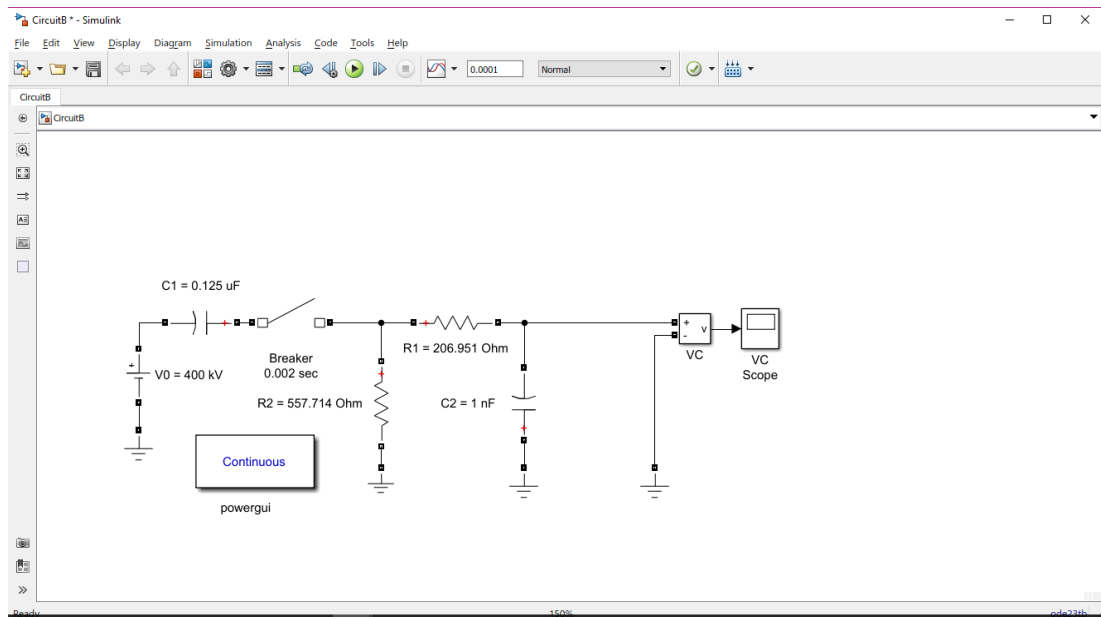 CircuitB * - Simulink
File Edit View Display Diagram Simulation Analysis Code Tools Help
0.0001 Normal
CircuitB
CircuitB
C1 = 0.125 uF
R1 = 206.951 Ohm
+ - v
VC
VC
Scope
Breaker
0.002 sec
+
V0 = 400 kV
R2 = 557.714 Ohm
C2 = 1 nF
Continuous
powergui
Ready 150% ode23tb